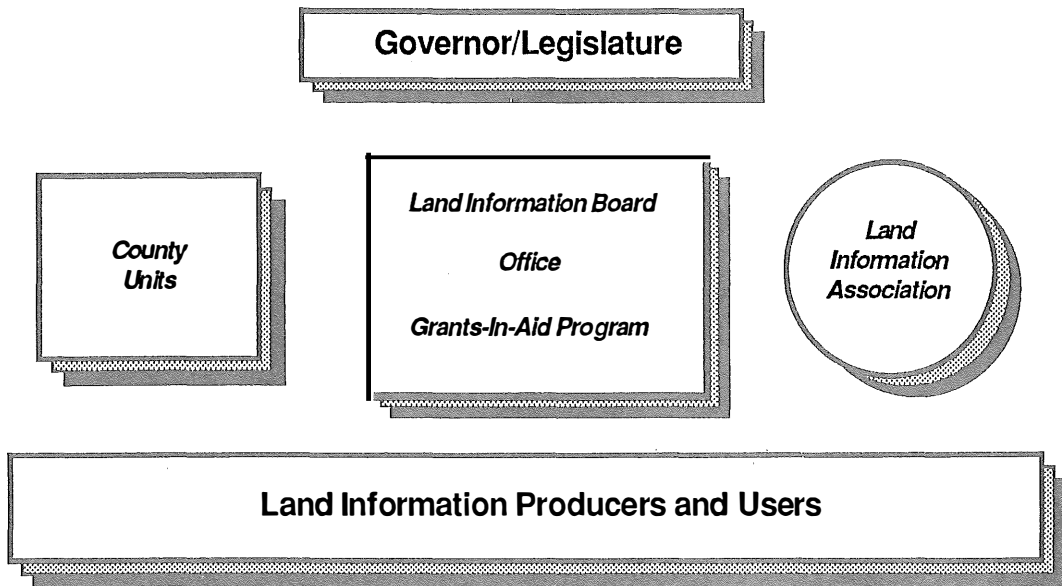 Governor/Legislature
County
Units
Land Information Board
Office
Grants-In-Aid Program
Land
Information
Association
Land Information Producers and Users